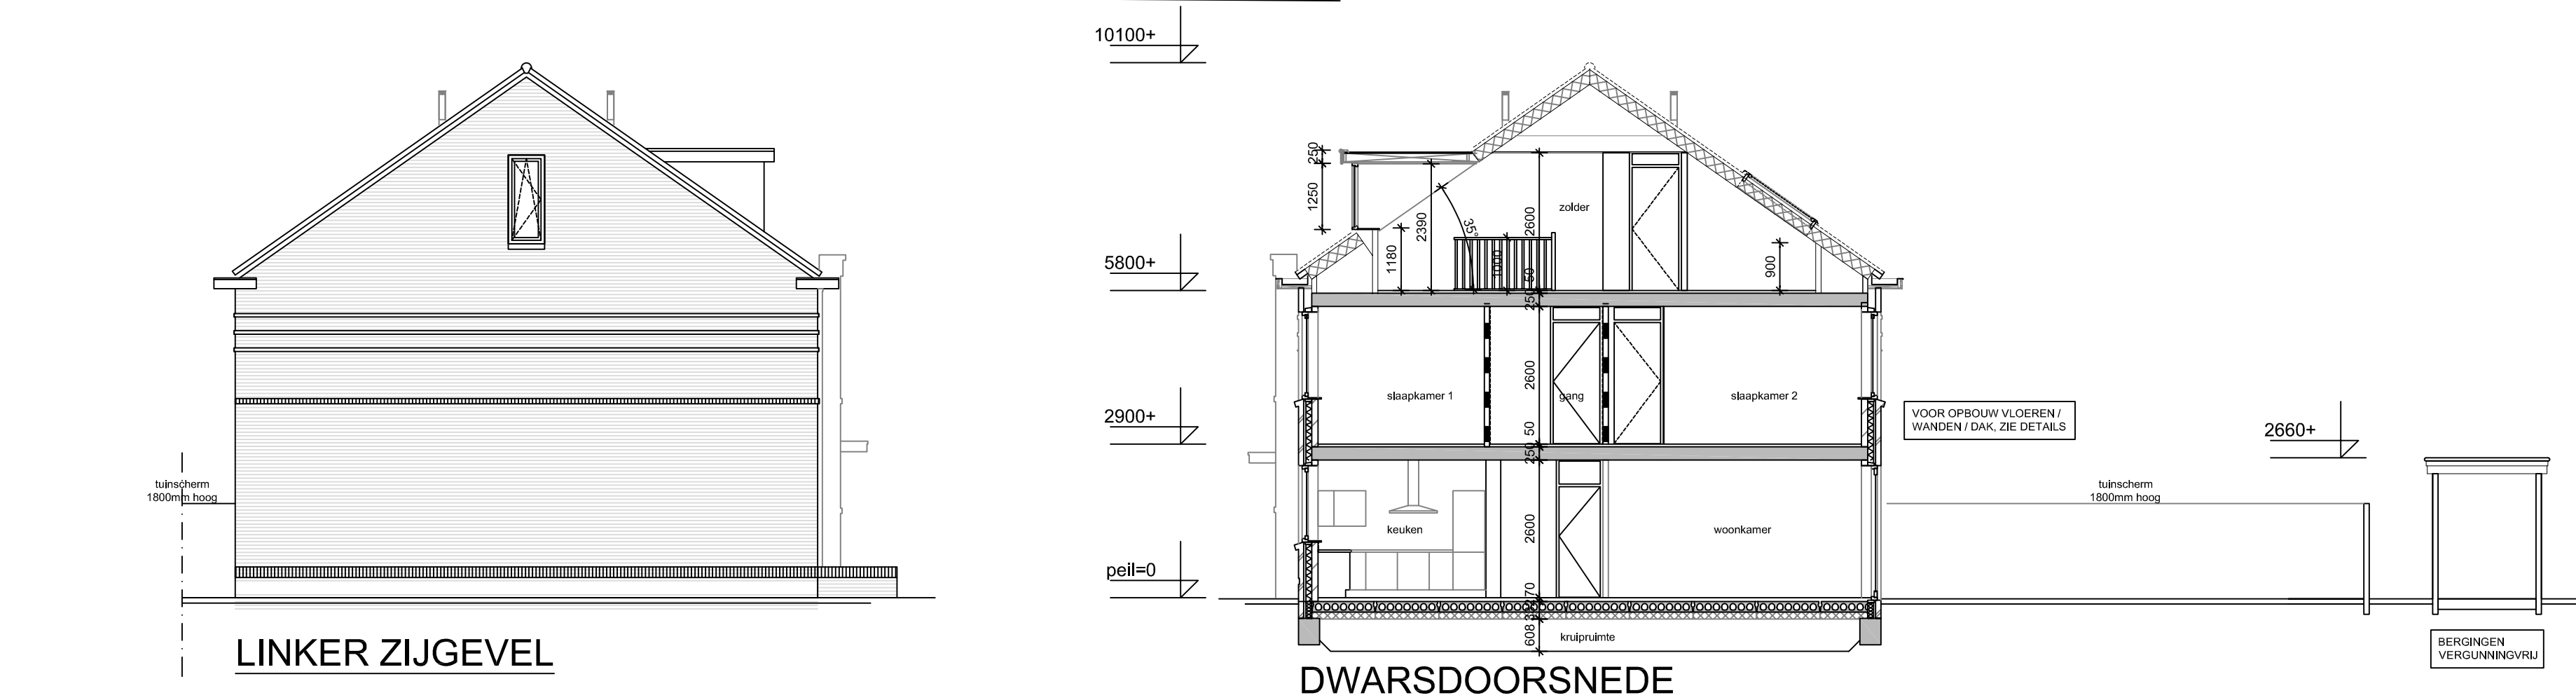 tuinscherm
1800mm hoog
LINKER ZIJGEVEL
10100+
5800+
2900+
peil=0
250
1250
1180
2390
35°
1000
2600
50
250
zolder
900
slaapkamer 1
gang
slaapkamer 2
2600
50
250
keuken
woonkamer
2600
70
608
kruipruimte
DWARSDOORSNEDE
VOOR OPBOUW VLOEREN /
WANDEN / DAK, ZIE DETAILS
2660+
tuinscherm
1800mm hoog
BERGINGEN
VERGUNNINGVRIJ